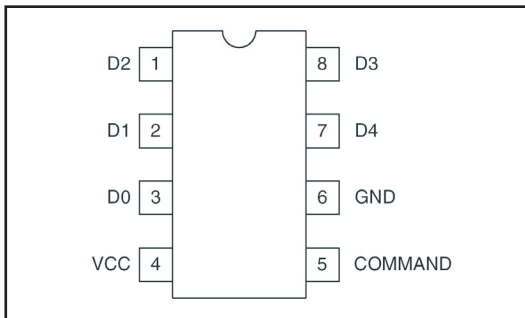 D2 1 8 D3
D1 2 7 D4
D0 3 6 GND
VCC 4 5 COMMAND